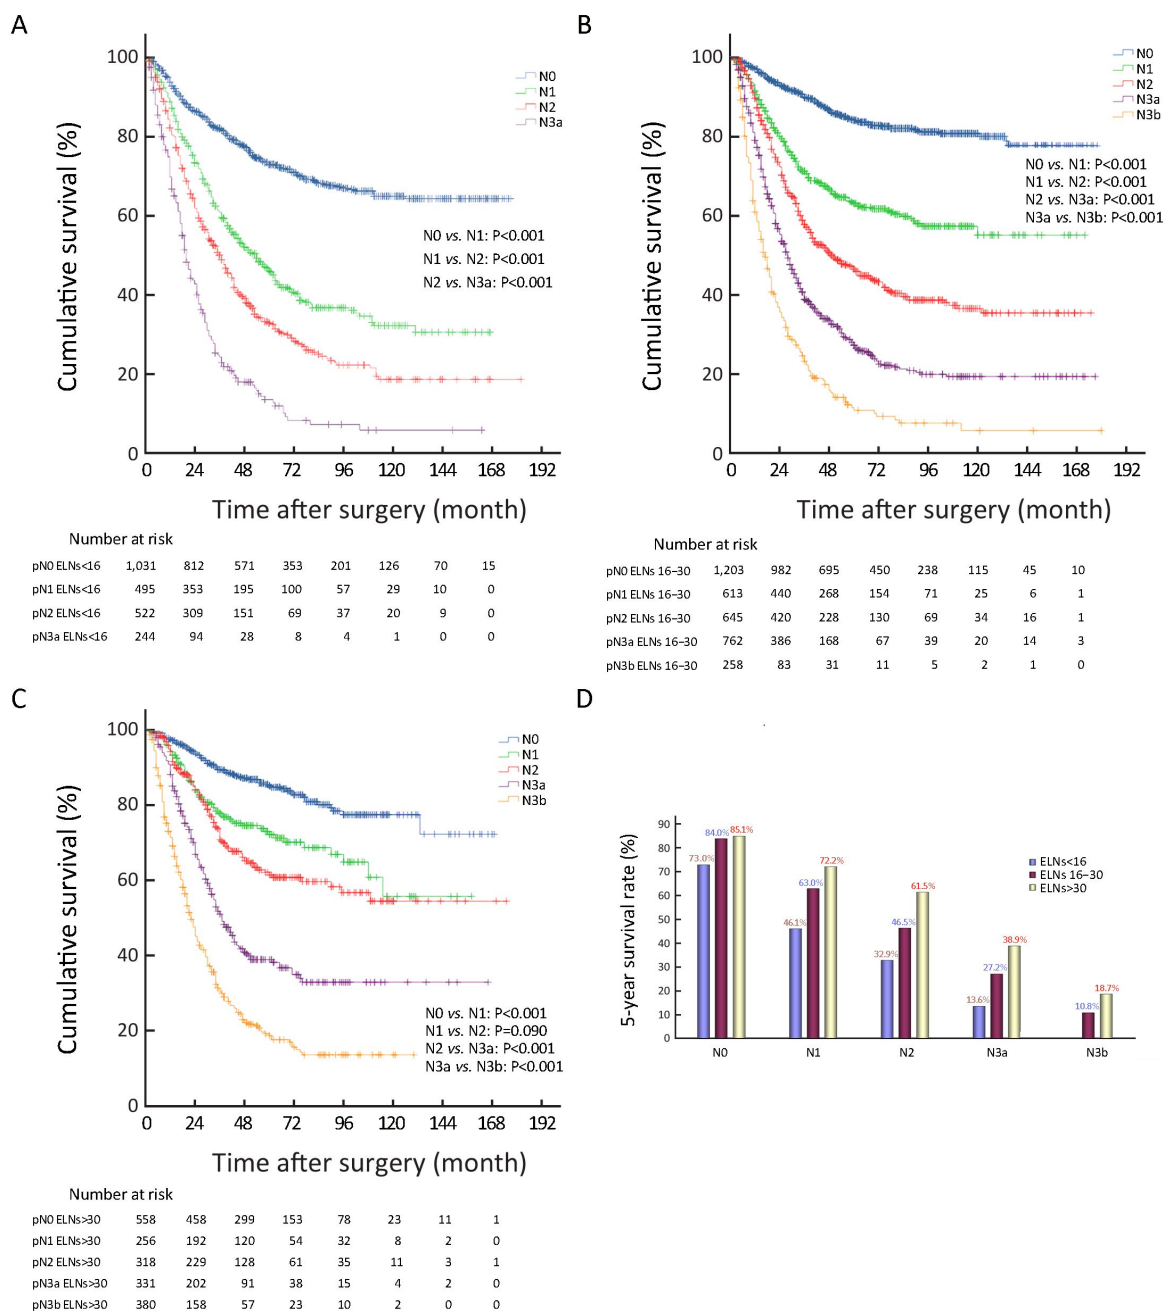 A
Cumulative survival (%)
100
80
60
40
20
0
0 24 48 72 96 120 144 168 192
Time after surgery (month)
N0
N1
N2
N3a
N0 vs. N1: P<0.001
N1 vs. N2: P<0.001
N2 vs. N3a: P<0.001
Number at risk
pN0 ELNs<16 1,031 812 571 353 201 126 70 15
pN1 ELNs<16 495 353 195 100 57 29 10 0
pN2 ELNs<16 522 309 151 69 37 20 9 0
pN3a ELNs<16 244 94 28 8 4 1 0 0
B
Cumulative survival (%)
100
80
60
40
20
0
0 24 48 72 96 120 144 168 192
Time after surgery (month)
N0
N1
N2
N3a
N3b
N0 vs. N1: P<0.001
N1 vs. N2: P<0.001
N2 vs. N3a: P<0.001
N3a vs. N3b: P<0.001
Number at risk
pN0 ELNs 16–30 1,203 982 695 450 238 115 45 10
pN1 ELNs 16–30 613 440 268 154 71 25 6 1
pN2 ELNs 16–30 645 420 228 130 69 34 16 1
pN3a ELNs 16–30 762 386 168 67 39 20 14 3
pN3b ELNs 16–30 258 83 31 11 5 2 1 0
C
Cumulative survival (%)
100
80
60
40
20
0
0 24 48 72 96 120 144 168 192
Time after surgery (month)
N0
N1
N2
N3a
N3b
N0 vs. N1: P<0.001
N1 vs. N2: P=0.090
N2 vs. N3a: P<0.001
N3a vs. N3b: P<0.001
Number at risk
pN0 ELNs>30 558 458 299 153 78 23 11 1
pN1 ELNs>30 256 192 120 54 32 8 2 0
pN2 ELNs>30 318 229 128 61 35 11 3 1
pN3a ELNs>30 331 202 91 38 15 4 2 0
pN3b ELNs>30 380 158 57 23 10 2 0 0
D
5-year survival rate (%)
90
80
70
60
50
40
30
20
10
0
73.0% 84.0% 85.1%
46.1% 63.0% 72.2%
32.9% 46.5% 61.5%
13.6% 27.2% 38.9%
10.8% 18.7%
N0 N1 N2 N3a N3b
ELNs<16
ELNs 16–30
ELNs>30